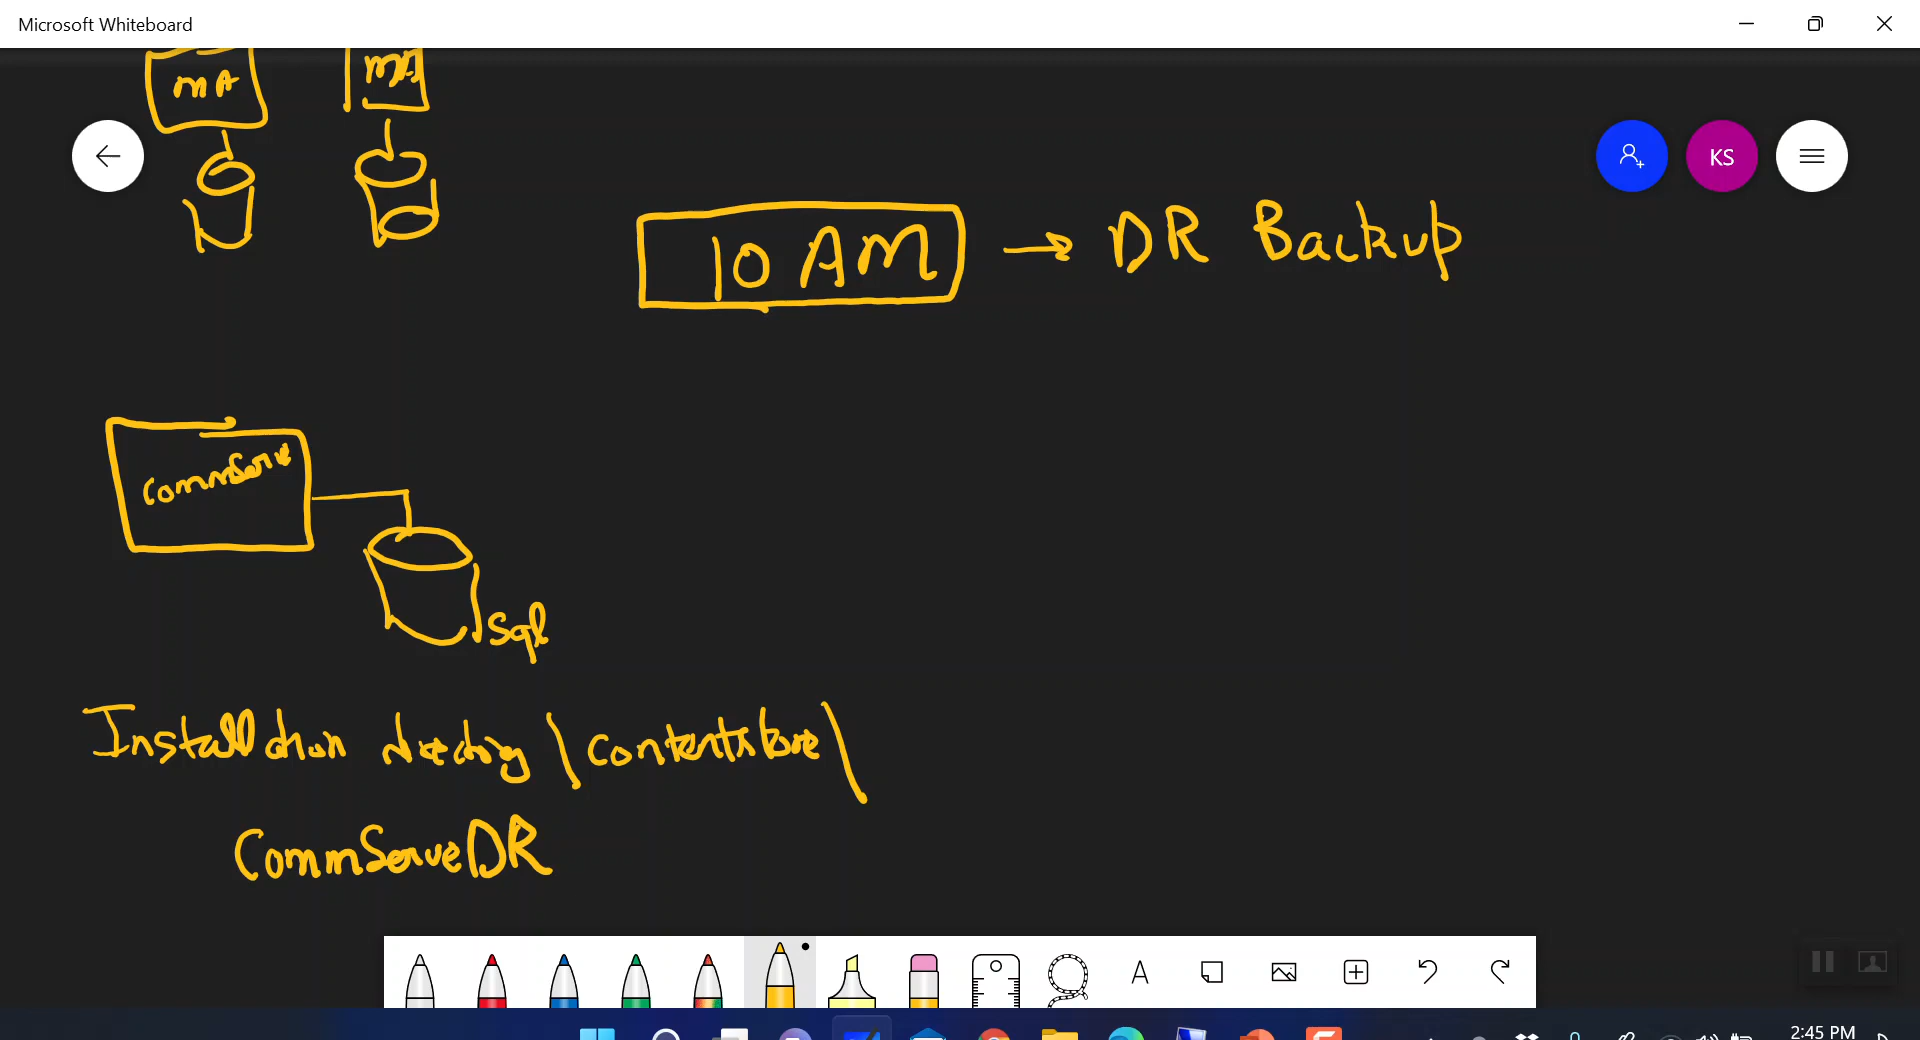 Microsoft Whiteboard
MA
MA
KS
10 AM → DR Backup
CommServe
Sql
Installation directory \ contentstore \
CommServeDR
A
2:45 PM